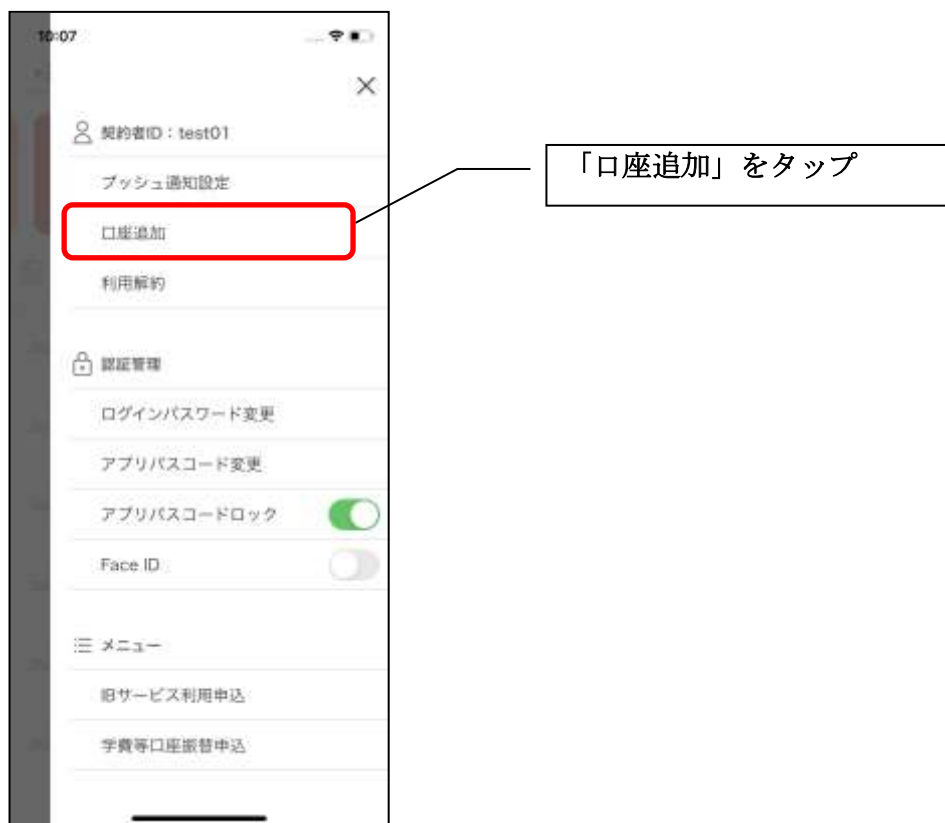 10:07
契約者ID：test01
プッシュ通知設定
口座追加
「口座追加」をタップ
利用解約
認証管理
ログインパスワード変更
アプリパスコード変更
アプリパスコードロック
Face ID
メニュー
旧サービス利用申込
学費等口座振替申込